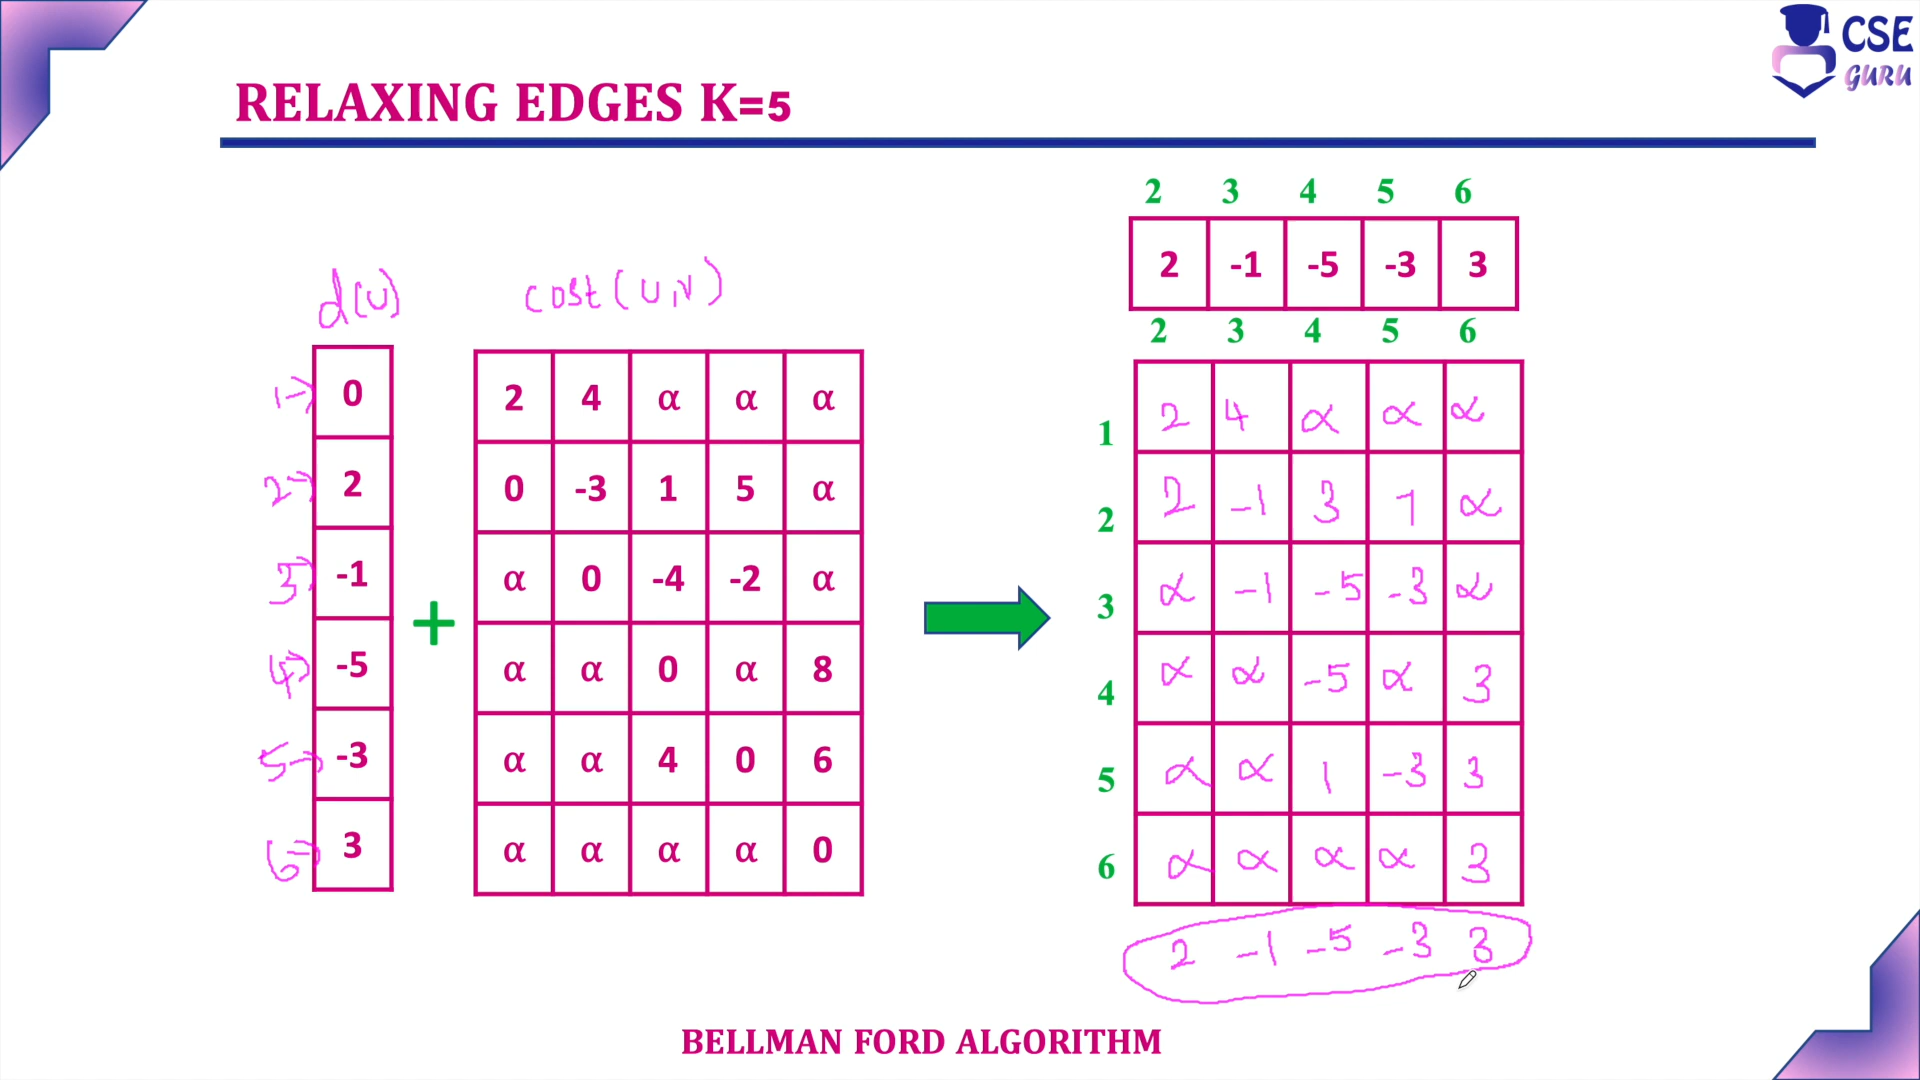 CSE
GURU
RELAXING EDGES K=5
2 3 4 5 6
2 -1 -5 -3 3
2 3 4 5 6
d(u)
cost(u,v)
1→ 0
2→ 2
3→ -1
4→ -5
5→ -3
6→ 3
+
2 4 α α α
0 -3 1 5 α
α 0 -4 -2 α
α α 0 α 8
α α 4 0 6
α α α α 0
1 2 4 α α α
2 2 -1 3 7 α
3 α -1 -5 -3 α
4 α α -5 α 3
5 α α 1 -3 3
6 α α α α 3
2 -1 -5 -3 3
BELLMAN FORD ALGORITHM